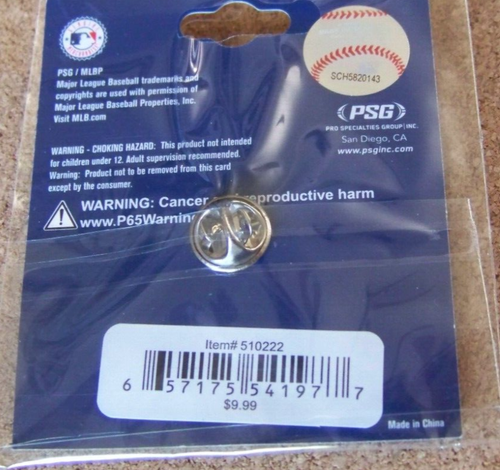 PSG / MLBP
Major League Baseball trademarks and
copyrights are used with permission of
Major League Baseball Properties, Inc.
Visit MLB.com
SCH5820143
PSG
PRO SPECIALTIES GROUP INC.
San Diego, CA
www.psginc.com
WARNING - CHOKING HAZARD: This product not intended
for children under 12. Adult supervision recommended.
Warning: Product not to be removed from this card
except by the consumer.
WARNING: Cancer reproductive harm
www.P65Warnin
Item# 510222
6 57175 54197 7
$9.99
Made in China